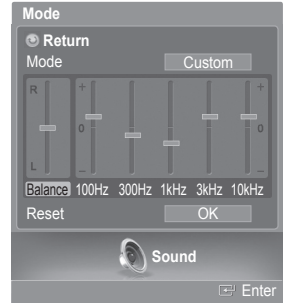 Mode
Return
Mode Custom
R + +
0 0
L - -
Balance 100Hz 300Hz 1kHz 3kHz 10kHz
Reset OK
Sound
Enter